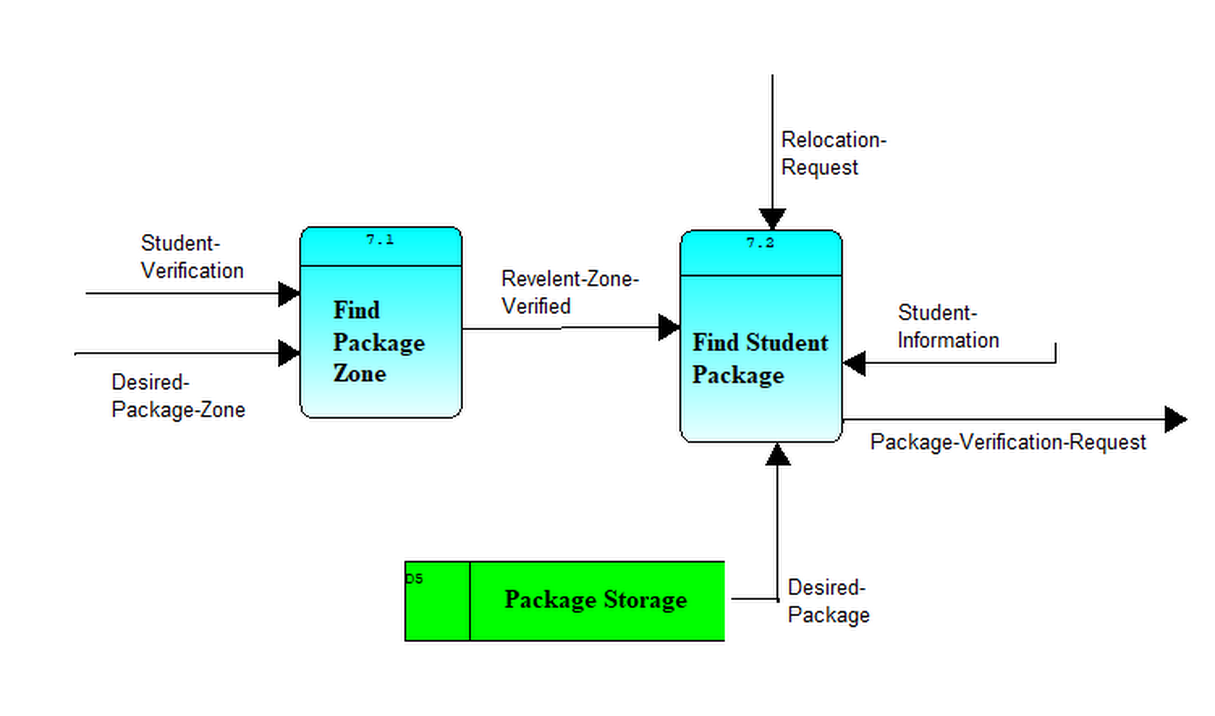 Relocation-
Request
Student-
Verification
7.1
7.2
Revelent-Zone-
Verified
Find
Package
Zone
Student-
Information
Find Student
Package
Desired-
Package-Zone
Package-Verification-Request
D5
Package Storage
Desired-
Package